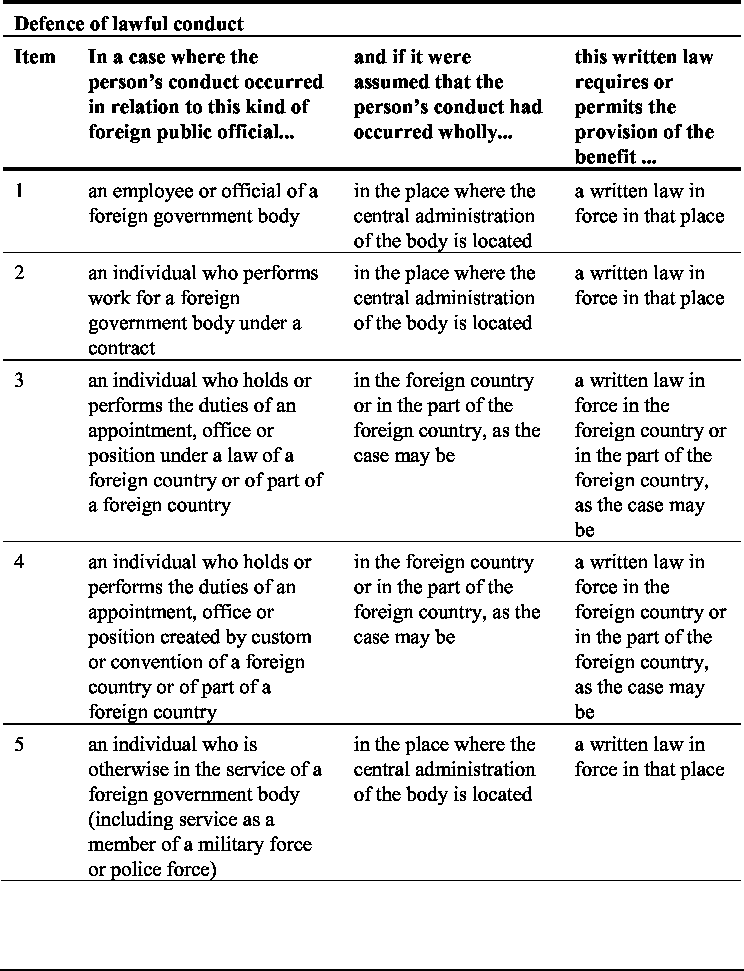 Defence of lawful conduct
Item In a case where the person's conduct occurred in relation to this kind of foreign public official... and if it were assumed that the person's conduct had occurred wholly... this written law requires or permits the provision of the benefit ...
1 an employee or official of a foreign government body in the place where the central administration of the body is located a written law in force in that place
2 an individual who performs work for a foreign government body under a contract in the place where the central administration of the body is located a written law in force in that place
3 an individual who holds or performs the duties of an appointment, office or position under a law of a foreign country or of part of a foreign country in the foreign country or in the part of the foreign country, as the case may be a written law in force in the foreign country or in the part of the foreign country, as the case may be
4 an individual who holds or performs the duties of an appointment, office or position created by custom or convention of a foreign country or of part of a foreign country in the foreign country or in the part of the foreign country, as the case may be a written law in force in the foreign country or in the part of the foreign country, as the case may be
5 an individual who is otherwise in the service of a foreign government body (including service as a member of a military force or police force) in the place where the central administration of the body is located a written law in force in that place